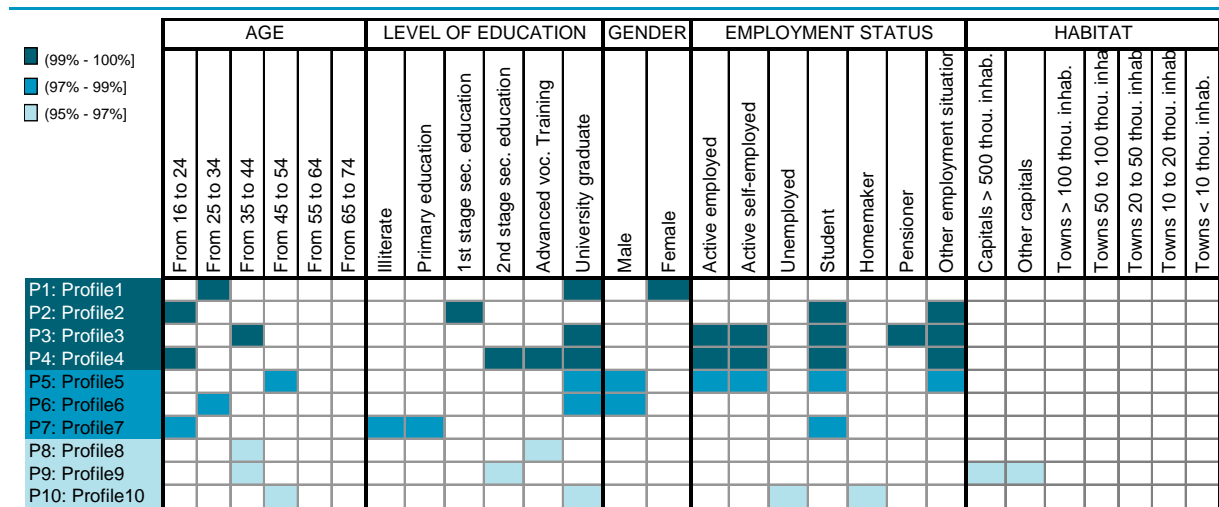 AGE LEVEL OF EDUCATION GENDER EMPLOYMENT STATUS HABITAT
(99% - 100%]
(97% - 99%]
(95% - 97%]
From 16 to 24
From 25 to 34
From 35 to 44
From 45 to 54
From 55 to 64
From 65 to 74
Illiterate
Primary education
1st stage sec. education
2nd stage sec. education
Advanced voc. Training
University graduate
Male
Female
Active employed
Active self-employed
Unemployed
Student
Homemaker
Pensioner
Other employment situation
Capitals > 500 thou. inhab.
Other capitals
Towns > 100 thou. inhab.
Towns 50 to 100 thou. inha
Towns 20 to 50 thou. inhab
Towns 10 to 20 thou. inhab
Towns < 10 thou. inhab.
P1: Profile1
P2: Profile2
P3: Profile3
P4: Profile4
P5: Profile5
P6: Profile6
P7: Profile7
P8: Profile8
P9: Profile9
P10: Profile10